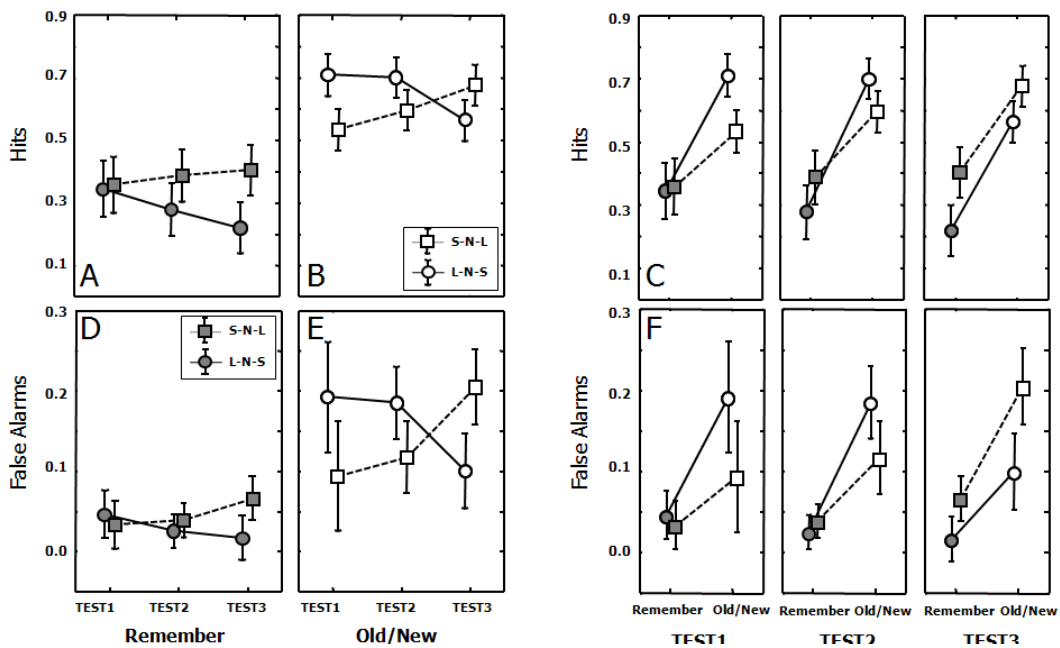 0.9
0.7
Hits
0.5
0.3
0.1
A
B
S-N-L
L-N-S
0.9
0.7
Hits
0.5
0.3
0.1
C
0.3
0.2
False Alarms
0.1
0.0
D
S-N-L
L-N-S
E
TEST1 TEST2 TEST3
Remember
TEST1 TEST2 TEST3
Old/New
0.3
0.2
False Alarms
0.1
0.0
F
Remember Old/New
TEST1
Remember Old/New
TEST2
Remember Old/New
TEST3